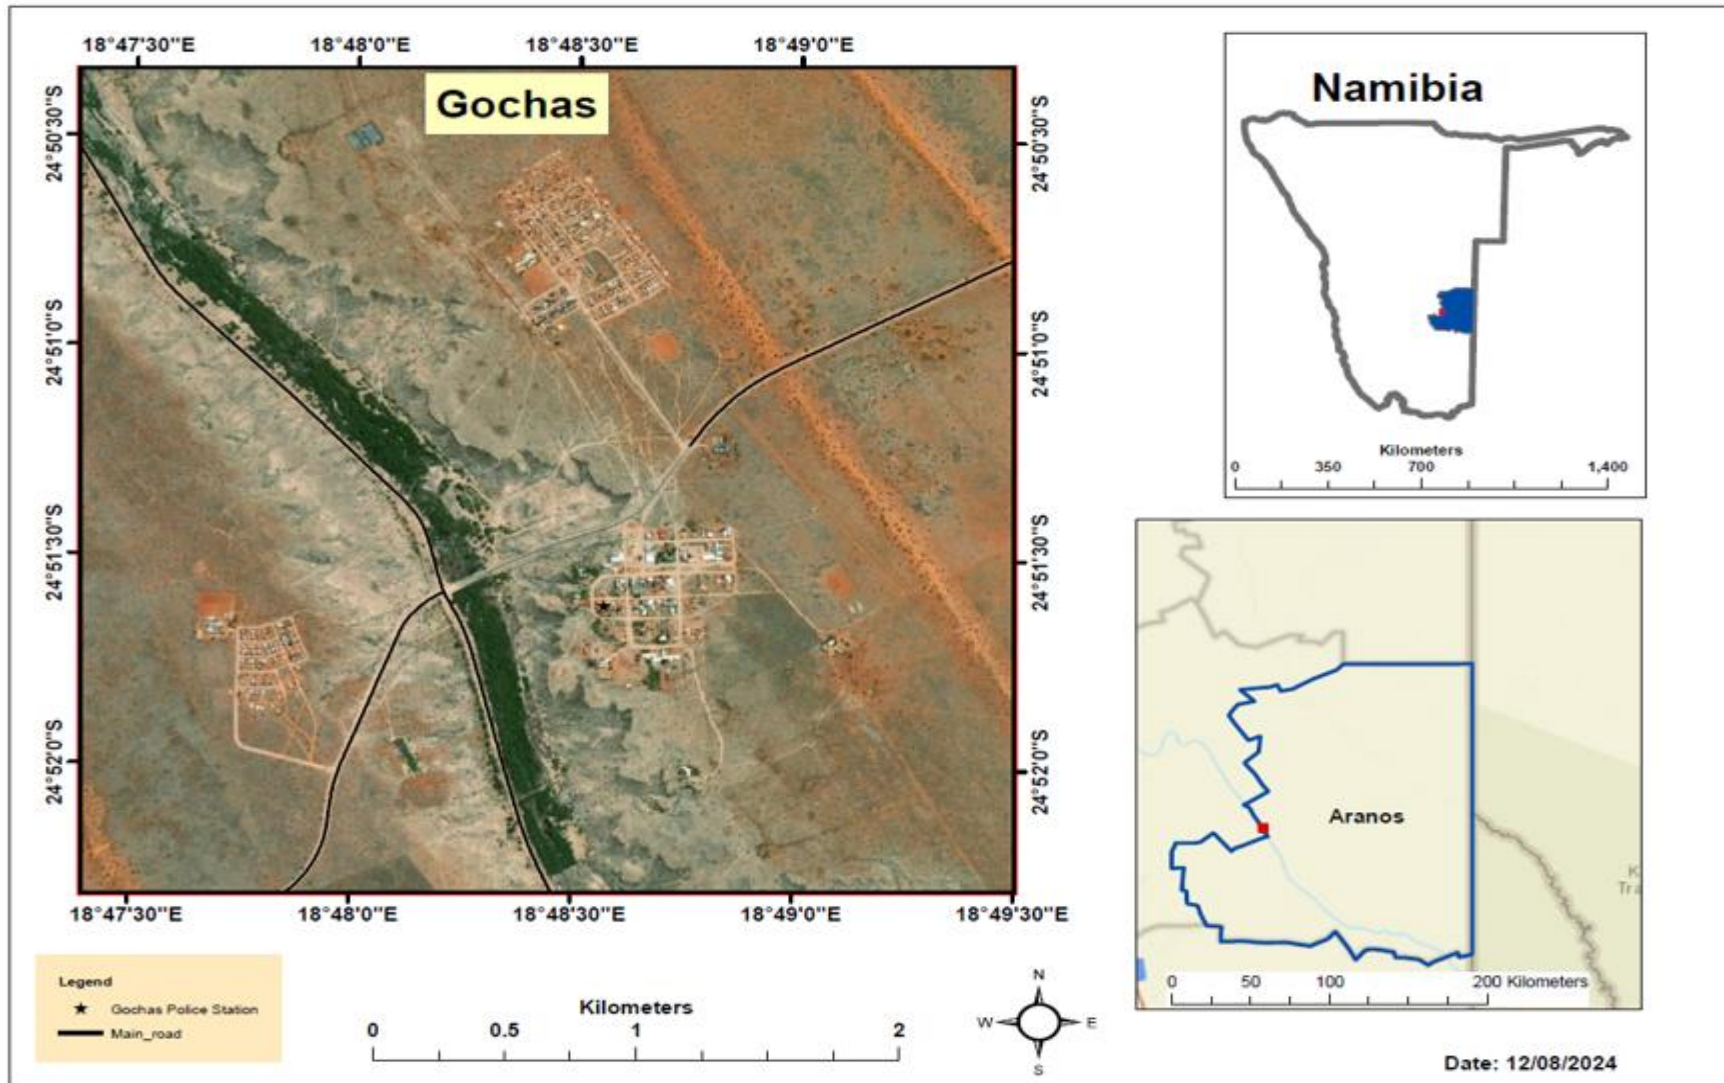 18°47'30"E 18°48'0"E 18°48'30"E 18°49'0"E
Gochas
24°50'30"S
24°51'0"S
24°51'30"S
24°52'0"S
24°50'30"S
24°51'0"S
24°51'30"S
24°52'0"S
18°47'30"E 18°48'0"E 18°48'30"E 18°49'0"E 18°49'30"E
Legend
Gochas Police Station
Main_road
Kilometers
0 0.5 1 2
N
W E
S
Namibia
Kilometers
0 350 700 1,400
Aranos
K
Tra
0 50 100 200 Kilometers
Date: 12/08/2024